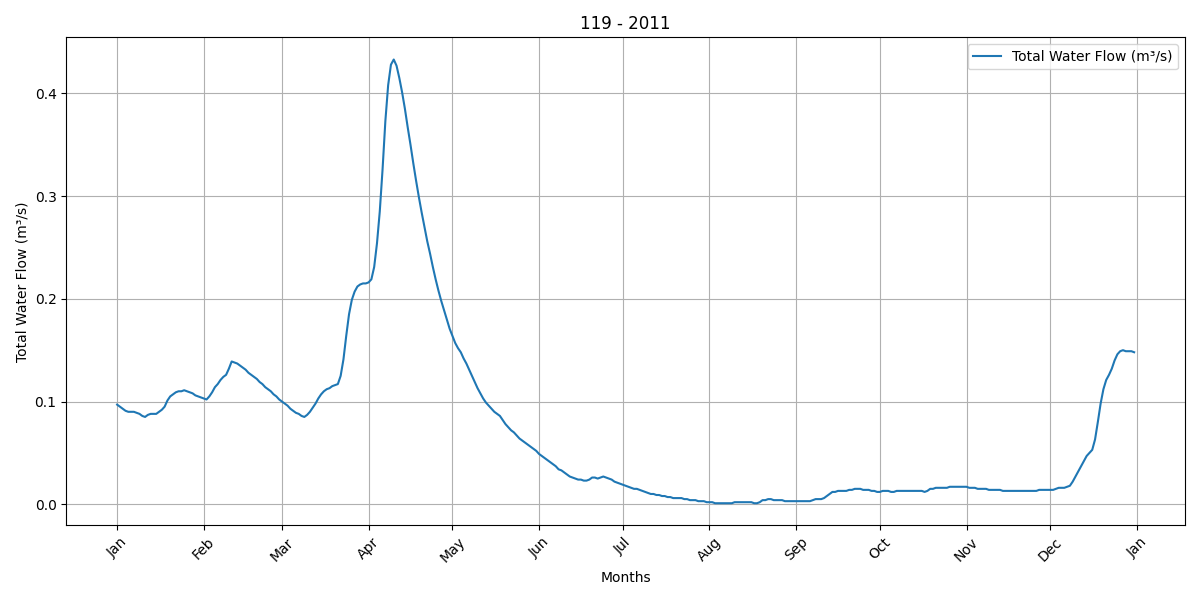 119 - 2011
Total Water Flow (m³/s)
Total Water Flow (m³/s)
0.4
0.3
0.2
0.1
0.0
Jan
Feb
Mar
Apr
May
Jun
Jul
Aug
Sep
Oct
Nov
Dec
Jan
Months